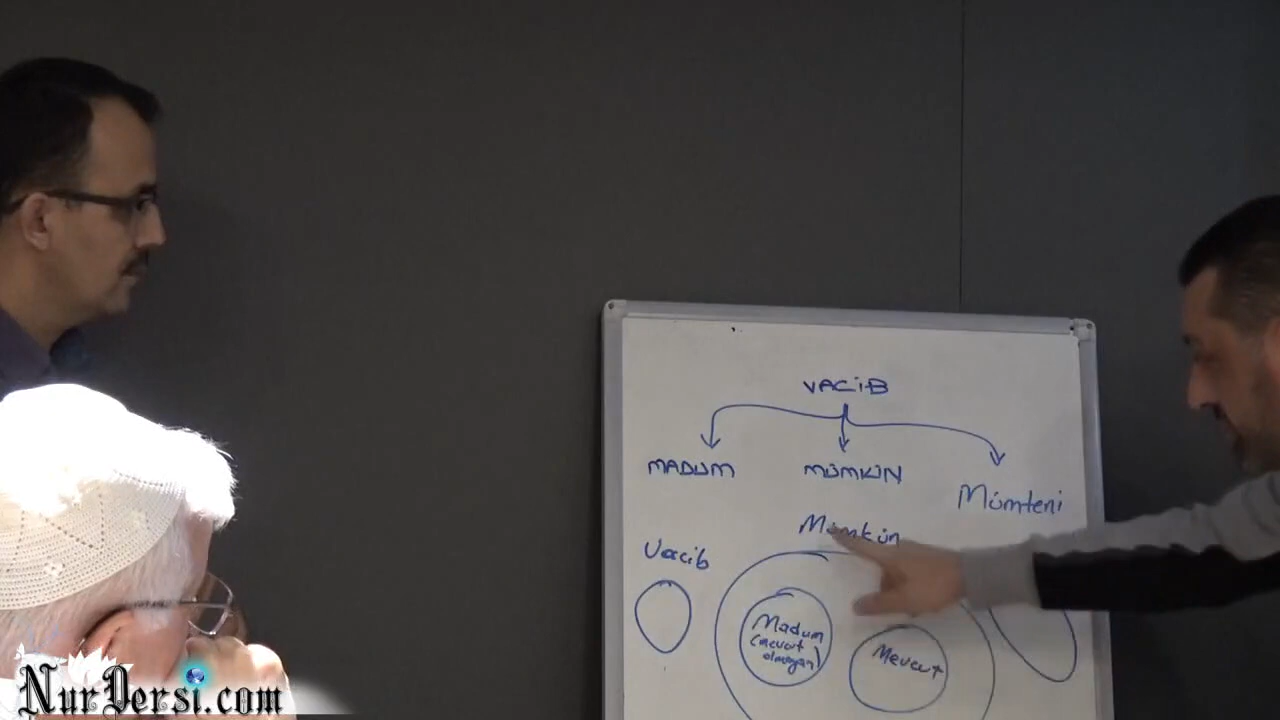 VACİB
MADUM MÜMKÜN Mümteni
Mümkün
Vacib
Madum
(mevcut
olmayan)
Mevcut
NurDersi.com